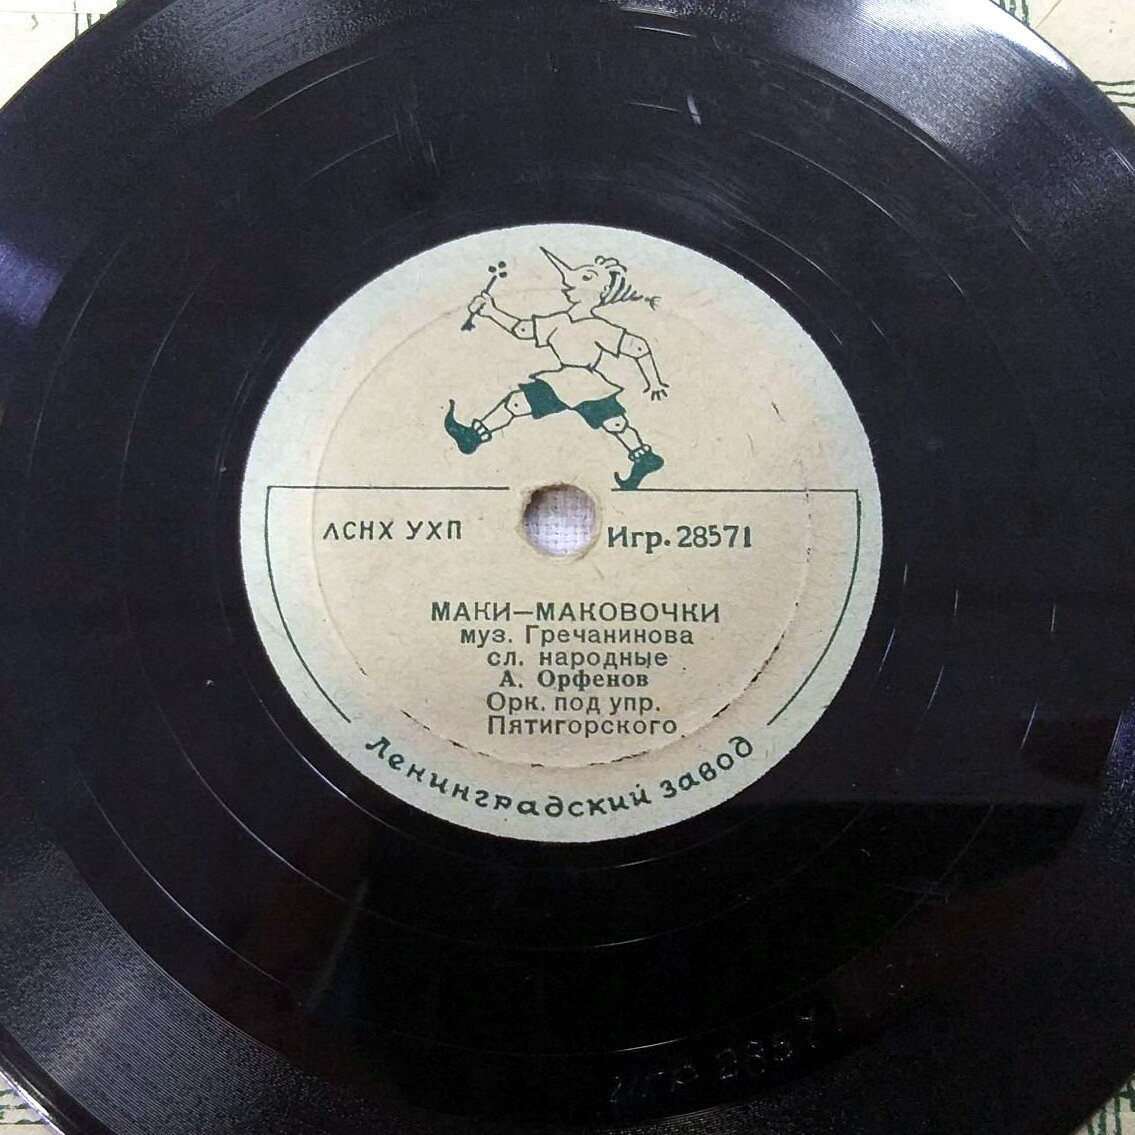 ЛСНХ УХП
Игр. 28571
МАКИ—МАКОВОЧКИ
муз. Гречанинова
сл. народные
А. Орфенов
Орк. под упр.
Пятигорского
Ленинградский завод